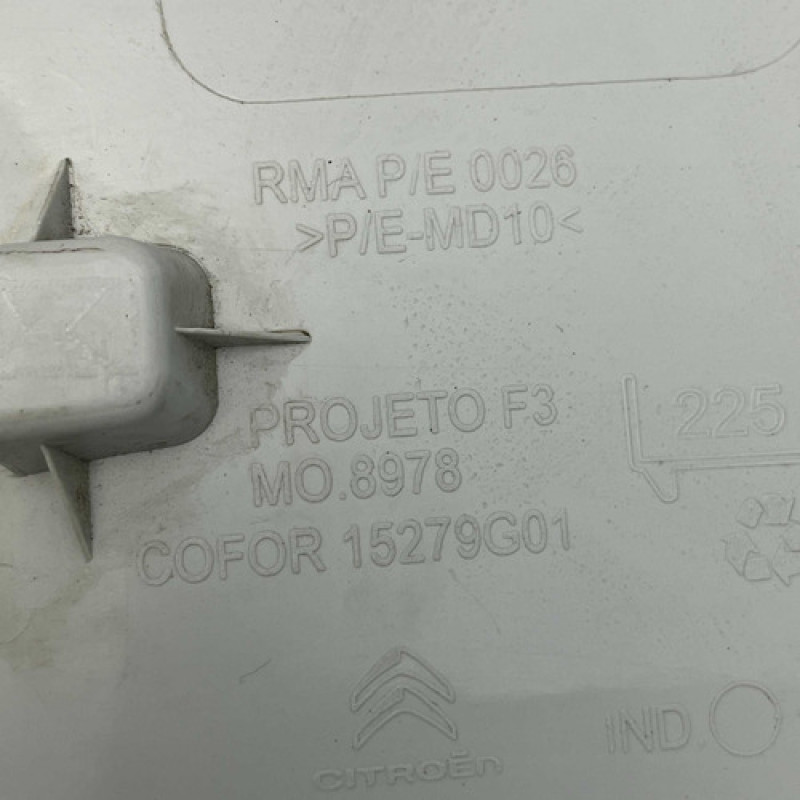 RMA P/E 0026
>P/E-MD10<
PROJETO F3
225
MO.8978
COFOR 15279G01
IND.
CITROËN